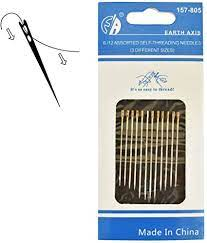 157-805
EARTH AXIS
6/12 ASSORTED SELF-THREADING NEEDLES
(3 DIFFERENT SIZES)
It's so easy to thread!
Made In China